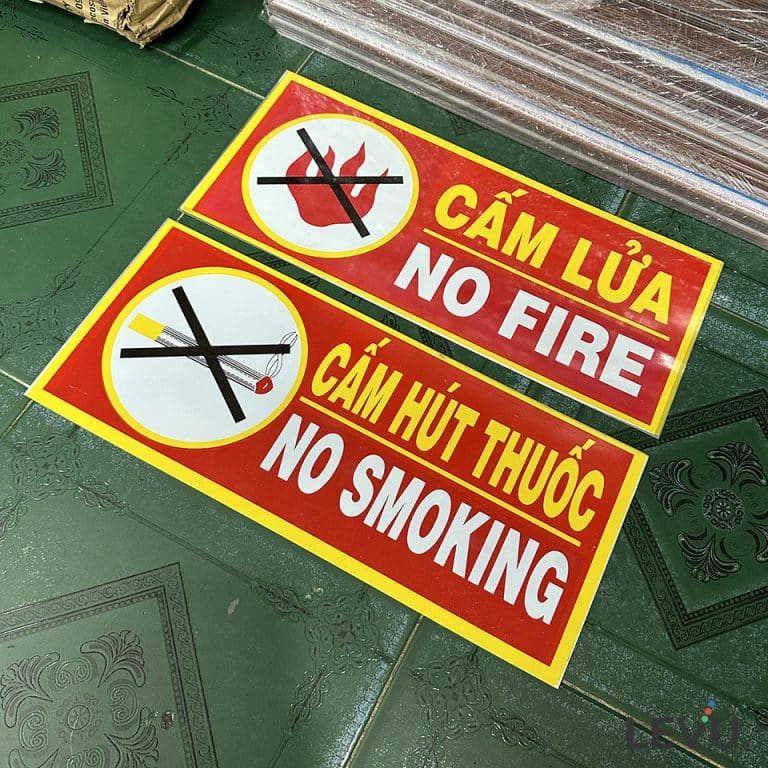 CẤM LỬA
NO FIRE
CẤM HÚT THUỐC
NO SMOKING
LEVU